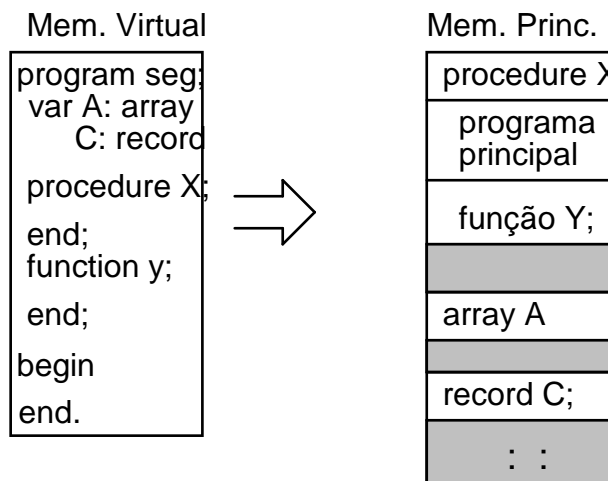 Mem. Virtual
program seg;
var A: array
C: record
procedure X;
end;
function y;
end;
begin
end.
Mem. Princ.
procedure X
programa
principal
função Y;
array A
record C;
: :